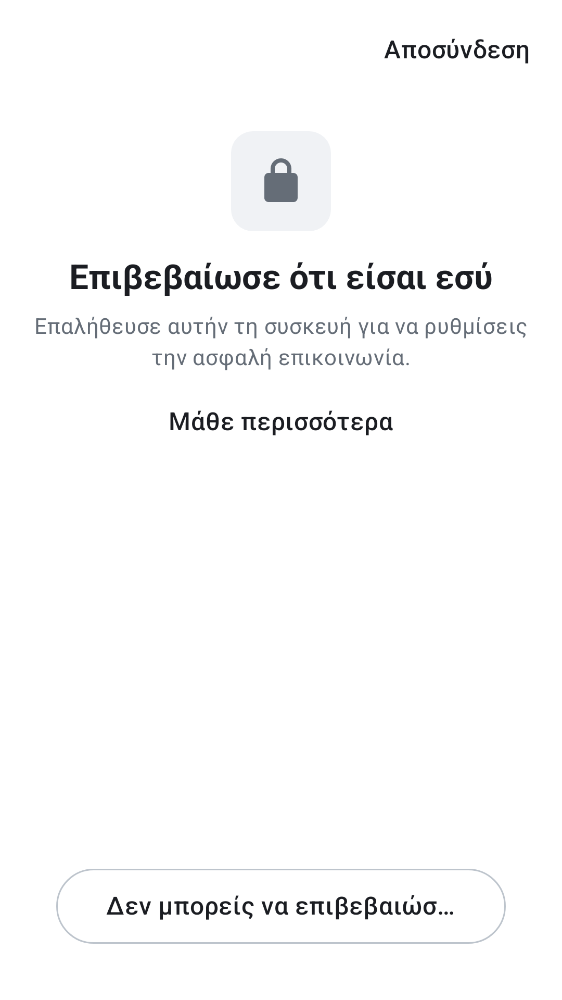 Αποσύνδεση
Επιβεβαίωσε ότι είσαι εσύ
Επαλήθευσε αυτήν τη συσκευή για να ρυθμίσεις
την ασφαλή επικοινωνία.
Μάθε περισσότερα
Δεν μπορείς να επιβεβαιώσ…